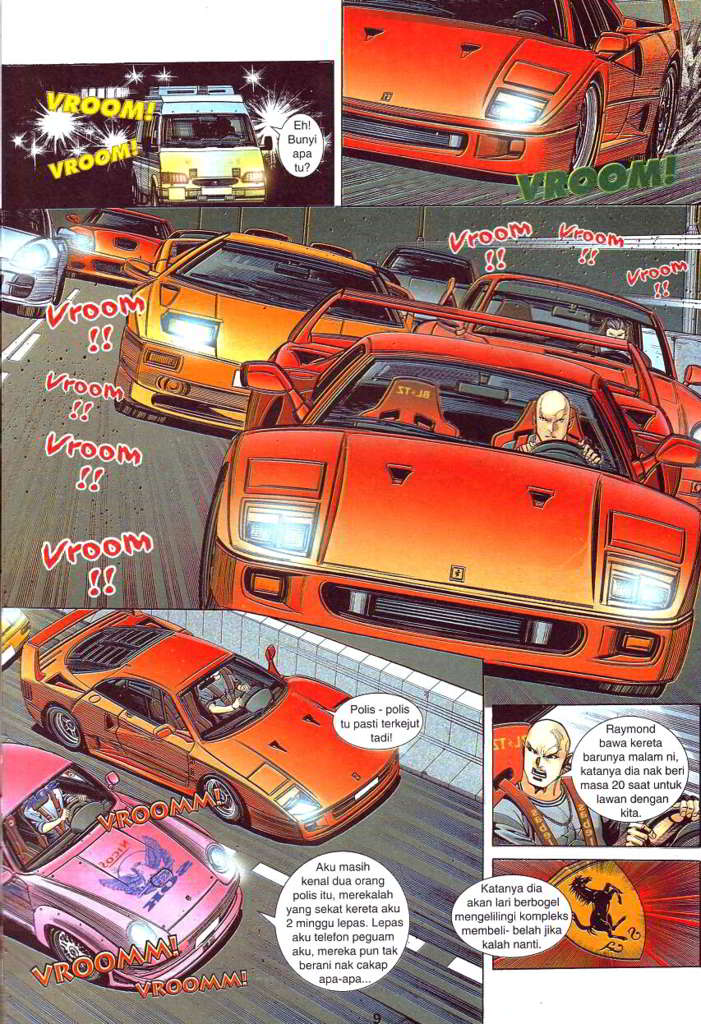 VROOM!
VROOM!
Eh!
Bunyi
apa
tu?
VROOM!
Vroom
!!
Vroom
!!
Vroom
!!
Vroom
!!
Vroom
!!
Vroom
!!
Vroom
!!
Polis - polis
tu pasti terkejut
tadi!
VROOMM!
Aku masih
kenal dua orang
polis itu, merekalah
yang sekat kereta aku
2 minggu lepas. Lepas
aku telefon peguam
aku, mereka pun tak
berani nak cakap
apa-apa...
VROOMM!
VROOMM!
Raymond
bawa kereta
barunya malam ni,
katanya dia nak beri
masa 20 saat untuk
lawan dengan
kita.
Katanya dia
akan lari berbogel
mengelilingi kompleks
membeli- belah jika
kalah nanti.
9